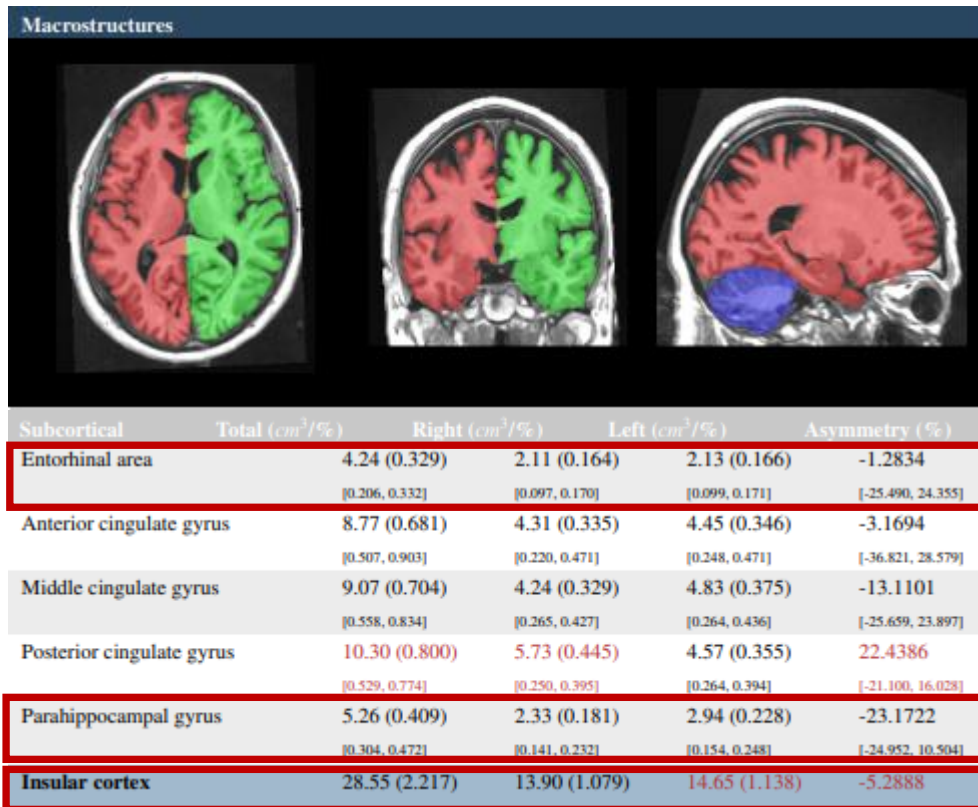 Macrostructures
Subcortical Total (cm³/%) Right (cm³/%) Left (cm³/%) Asymmetry (%)
Entorhinal area 4.24 (0.329) 2.11 (0.164) 2.13 (0.166) -1.2834
[0.206, 0.332] [0.097, 0.170] [0.099, 0.171] [-25.490, 24.355]
Anterior cingulate gyrus 8.77 (0.681) 4.31 (0.335) 4.45 (0.346) -3.1694
[0.507, 0.903] [0.220, 0.471] [0.248, 0.471] [-36.821, 28.579]
Middle cingulate gyrus 9.07 (0.704) 4.24 (0.329) 4.83 (0.375) -13.1101
[0.558, 0.834] [0.265, 0.427] [0.264, 0.436] [-25.659, 23.897]
Posterior cingulate gyrus 10.30 (0.800) 5.73 (0.445) 4.57 (0.355) 22.4386
[0.529, 0.774] [0.250, 0.395] [0.264, 0.394] [-21.100, 16.028]
Parahippocampal gyrus 5.26 (0.409) 2.33 (0.181) 2.94 (0.228) -23.1722
[0.304, 0.472] [0.141, 0.232] [0.154, 0.248] [-24.952, 10.504]
Insular cortex 28.55 (2.217) 13.90 (1.079) 14.65 (1.138) -5.2888